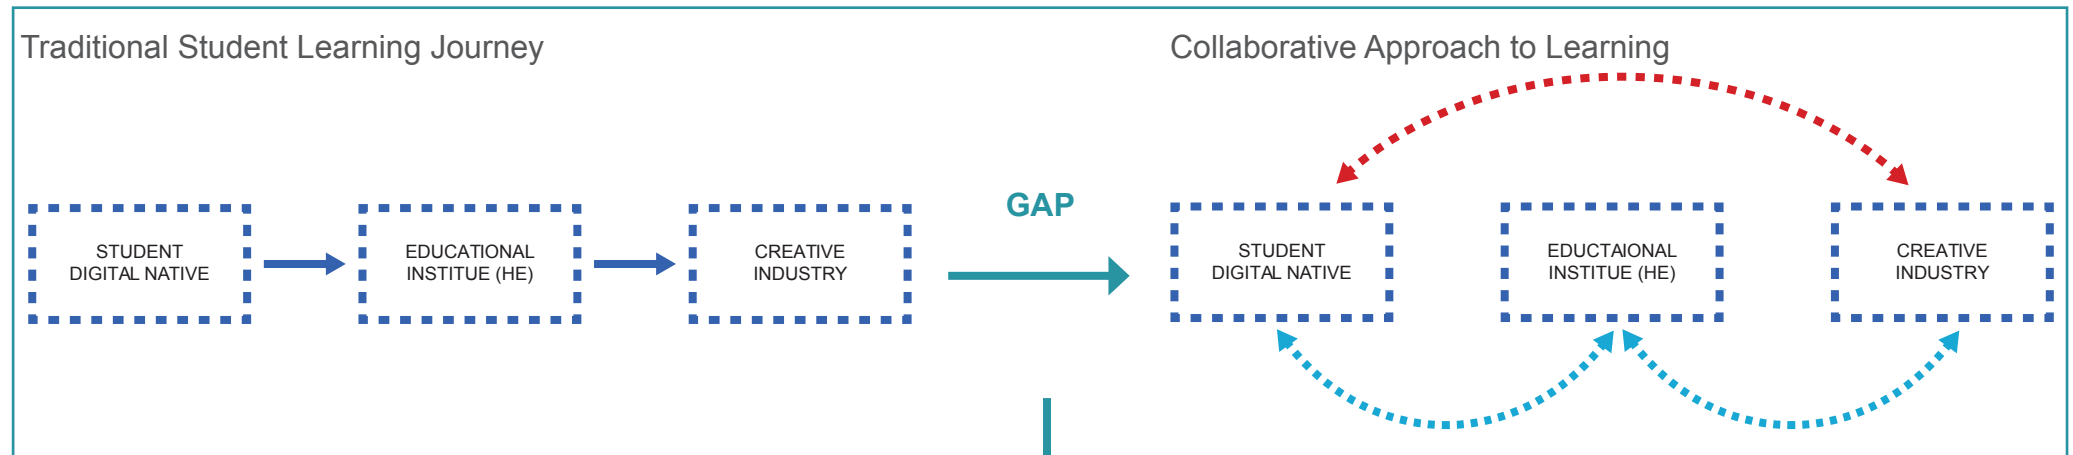 Traditional Student Learning Journey
Collaborative Approach to Learning
STUDENT
DIGITAL NATIVE
EDUCATIONAL
INSTITUE (HE)
CREATIVE
INDUSTRY
GAP
STUDENT
DIGITAL NATIVE
EDUCTAIONAL
INSTITUE (HE)
CREATIVE
INDUSTRY